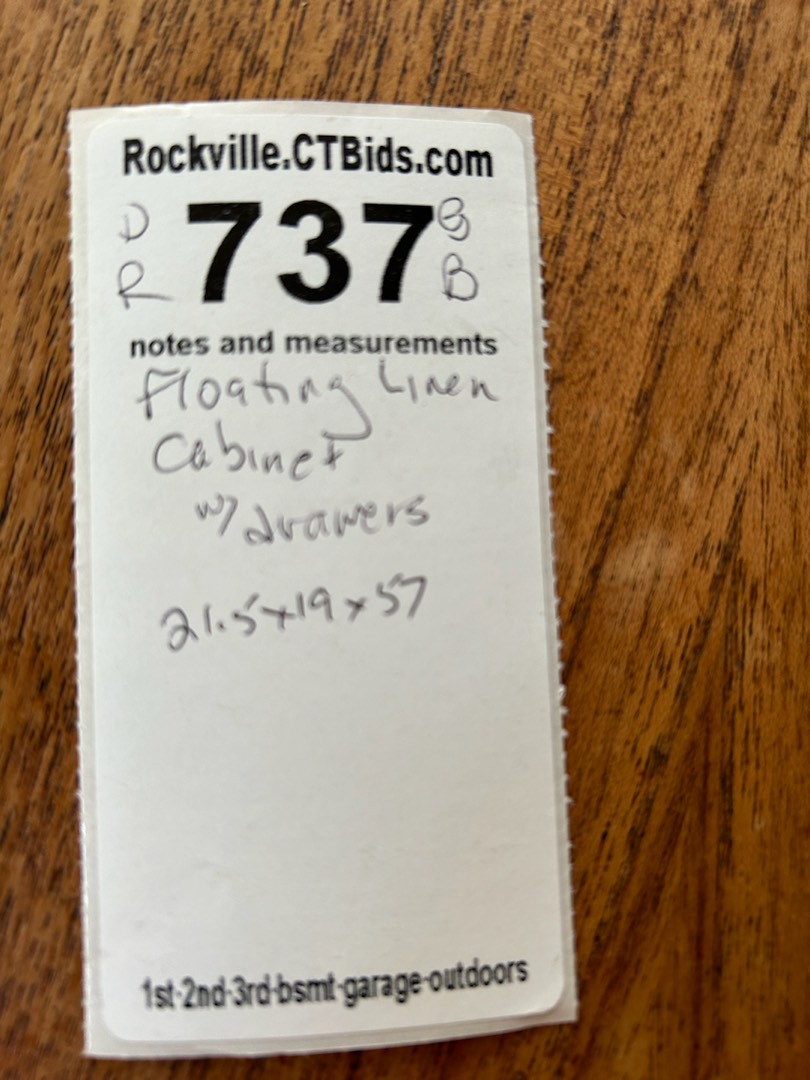 Rockville.CTBids.com
D 737 B
R B
notes and measurements
Floating Linen
Cabinet
w/ drawers
21.5x19x57
1st-2nd-3rd-bsmt-garage-outdoors